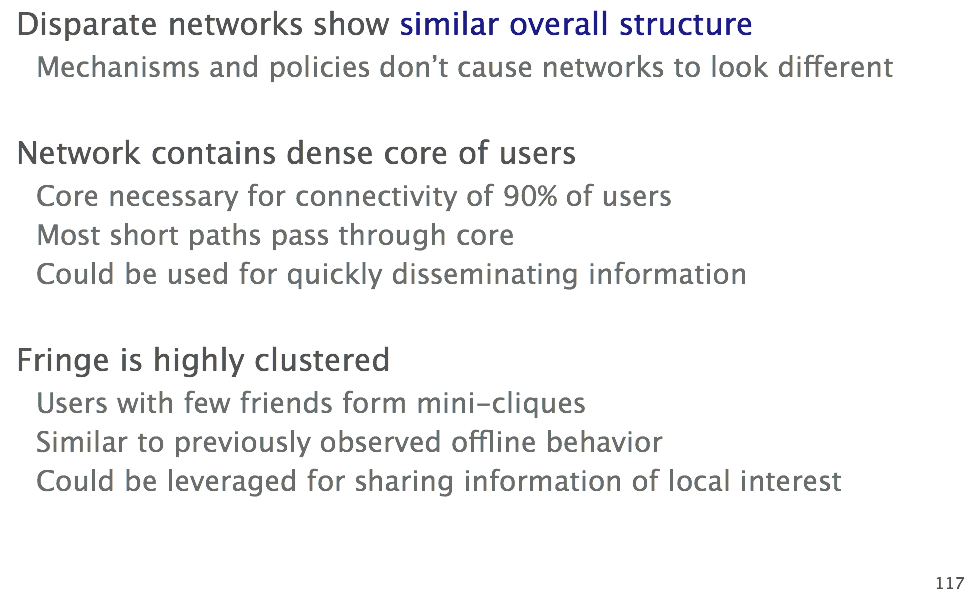 Disparate networks show similar overall structure
Mechanisms and policies don’t cause networks to look different
Network contains dense core of users
Core necessary for connectivity of 90% of users
Most short paths pass through core
Could be used for quickly disseminating information
Fringe is highly clustered
Users with few friends form mini-cliques
Similar to previously observed offline behavior
Could be leveraged for sharing information of local interest
117